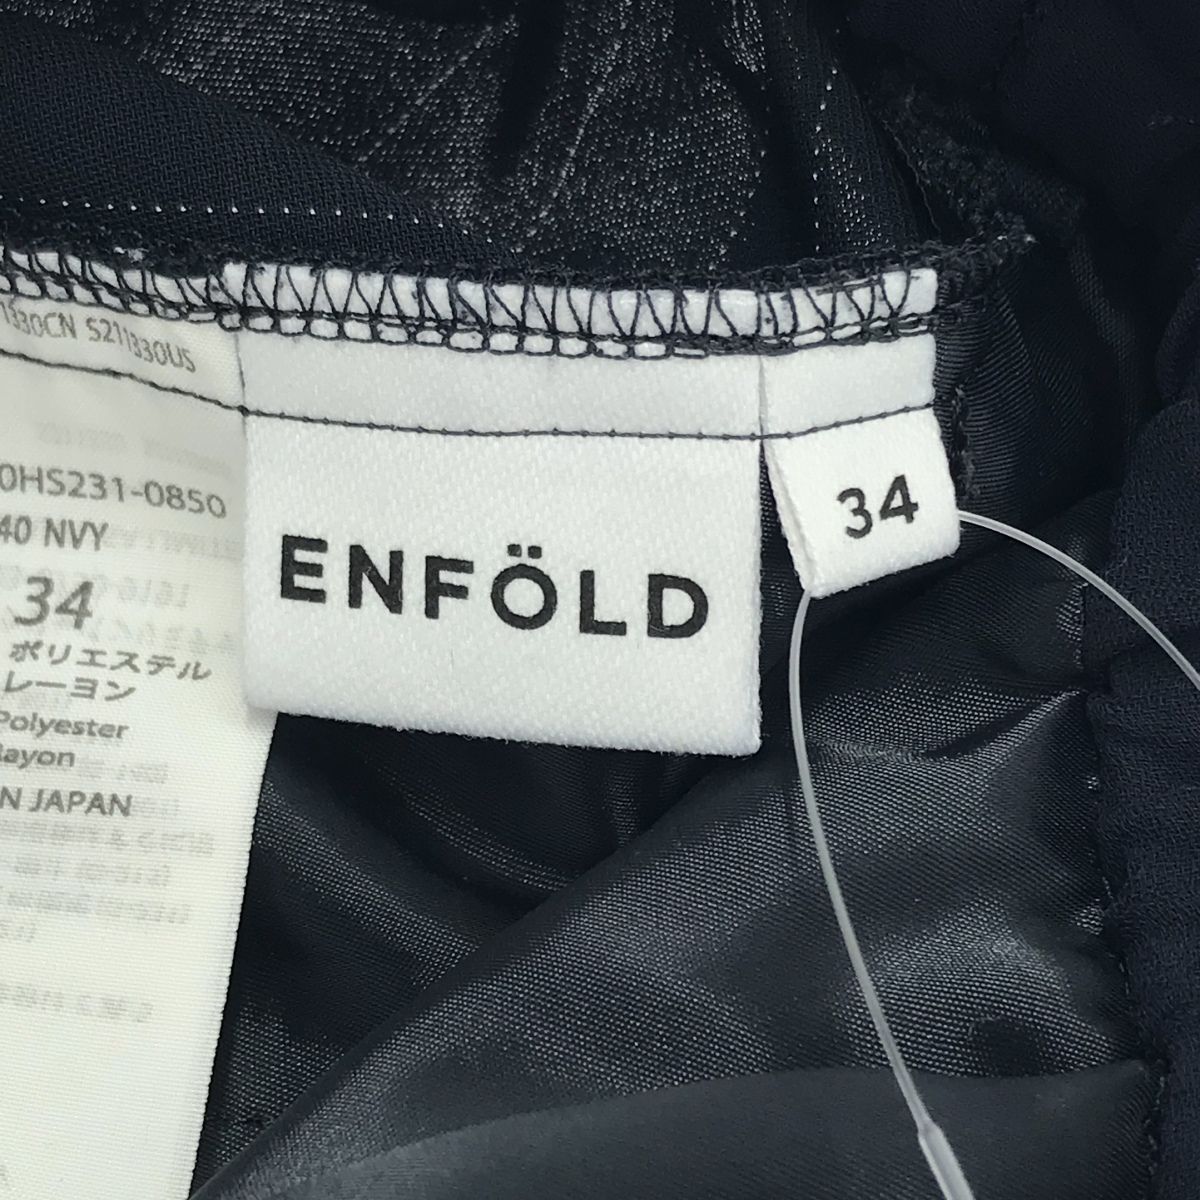 1330CN S211330US
0HS231-0850
40 NVY
34
ポリエステル
レーヨン
Polyester
Rayon
N JAPAN
ENFÖLD
34